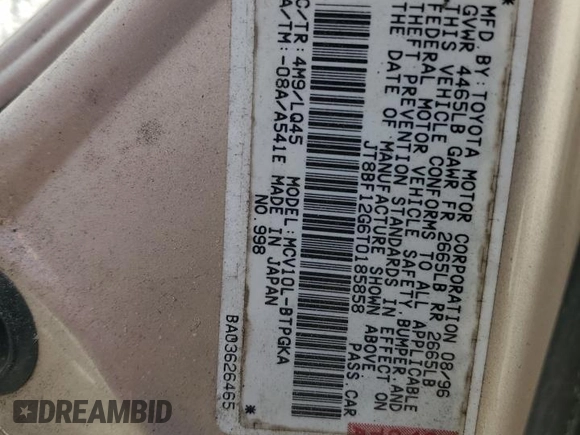 MFD.BY:TOYOTA MOTOR CORPORATION 08/96
GVWR 4465LB GAWR FR 2665LB RR 2665LB
THIS VEHICLE CONFORMS TO ALL APPLICABLE
FEDERAL MOTOR VEHICLE SAFETY,BUMPER,AND
THEFT PREVENTION STANDARDS IN EFFECT ON
THE DATE OF MANUFACTURE SHOWN ABOVE
JT8BF12G6T0185858 PASS.CAR
C/TR:4M9/LQ45 MODEL:MCV10L-BTPGKA
A/TM:-08A/A541E MADE IN JAPAN
NO.998
BA03626465
DREAMBID